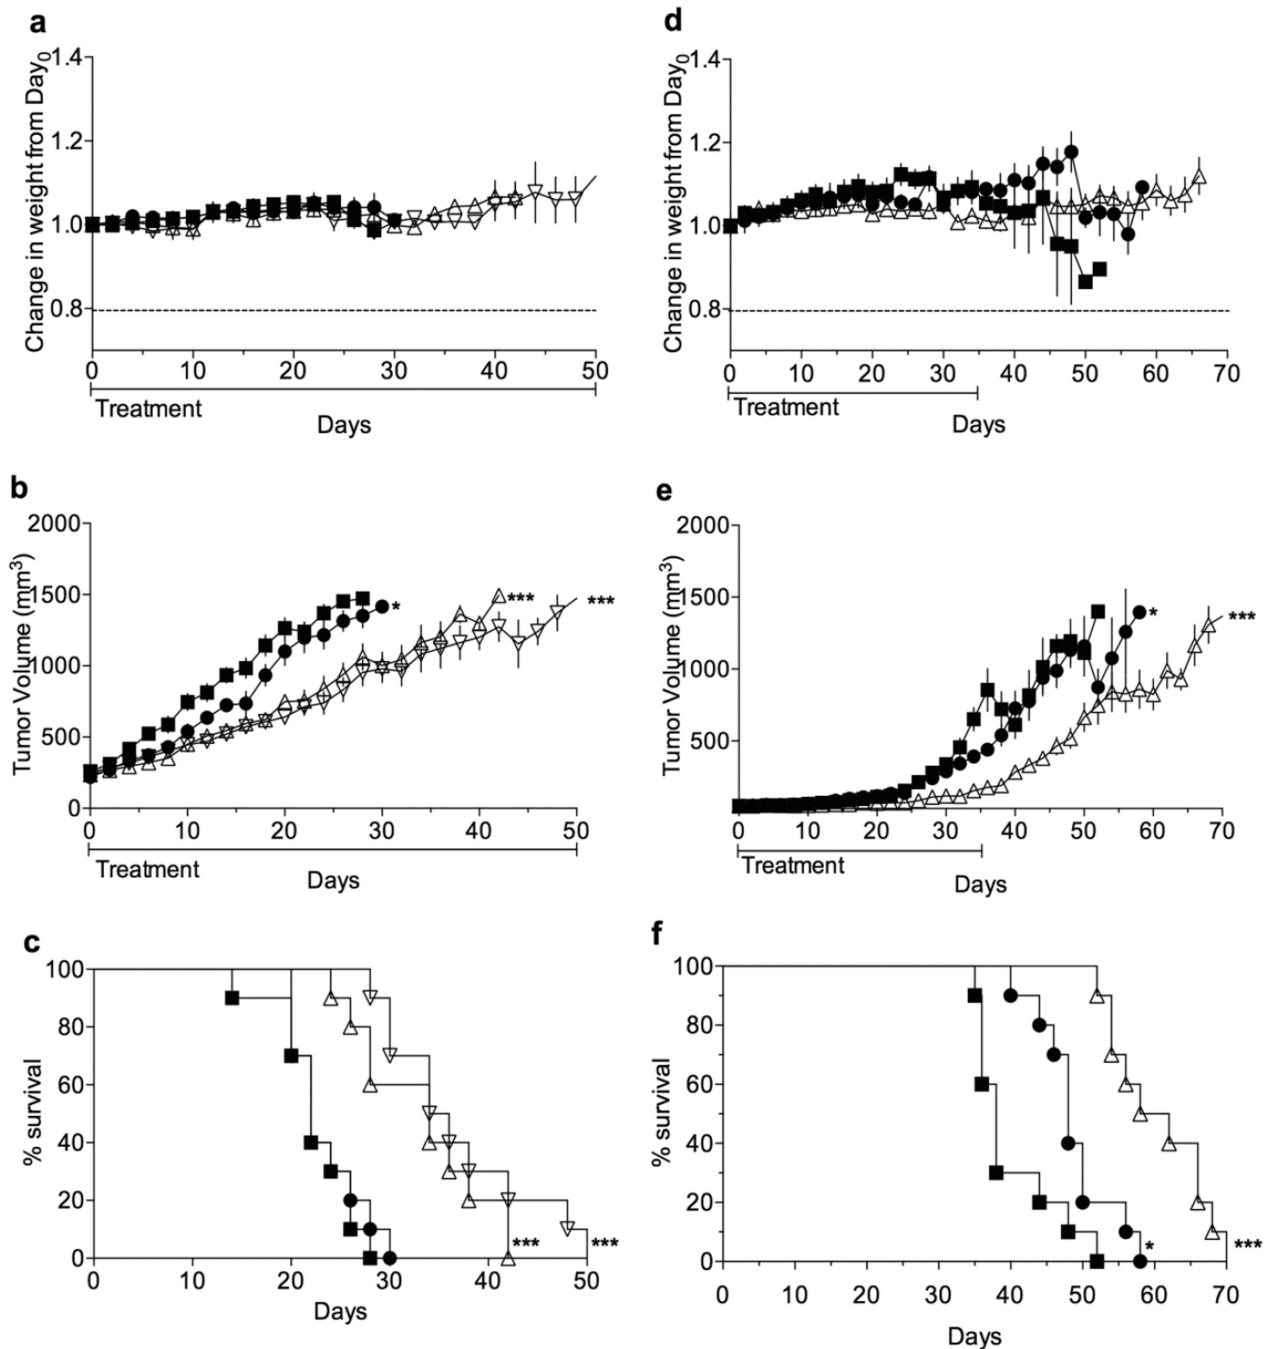 a
Change in weight from Day0
1.4
1.2
1.0
0.8
0 10 20 30 40 50
Treatment
Days
d
Change in weight from Day0
1.4
1.2
1.0
0.8
0 10 20 30 40 50 60 70
Treatment
Days
b
Tumor Volume (mm3)
2000
1500
1000
500
0
*
***
***
0 10 20 30 40 50
Treatment
Days
e
Tumor Volume (mm3)
2000
1500
1000
500
*
***
0 10 20 30 40 50 60 70
Treatment
Days
c
% survival
100
80
60
40
20
0
***
***
0 10 20 30 40 50
Days
f
% survival
100
80
60
40
20
0
*
***
0 10 20 30 40 50 60 70
Days